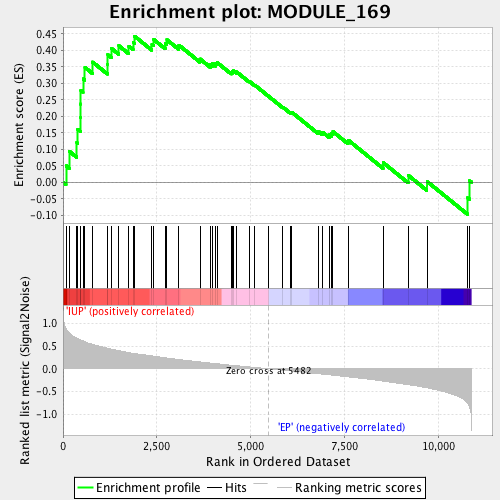 Enrichment plot: MODULE_169
Enrichment score (ES)
0.45
0.40
0.35
0.30
0.25
0.20
0.15
0.10
0.05
0.00
-0.05
-0.10
'IUP' (positively correlated)
Ranked list metric (Signal2Noise)
1.0
0.5
0.0
-0.5
-1.0
Zero cross at 5482
'EP' (negatively correlated)
0
2,500
5,000
7,500
10,000
Rank in Ordered Dataset
Enrichment profile
Hits
Ranking metric scores